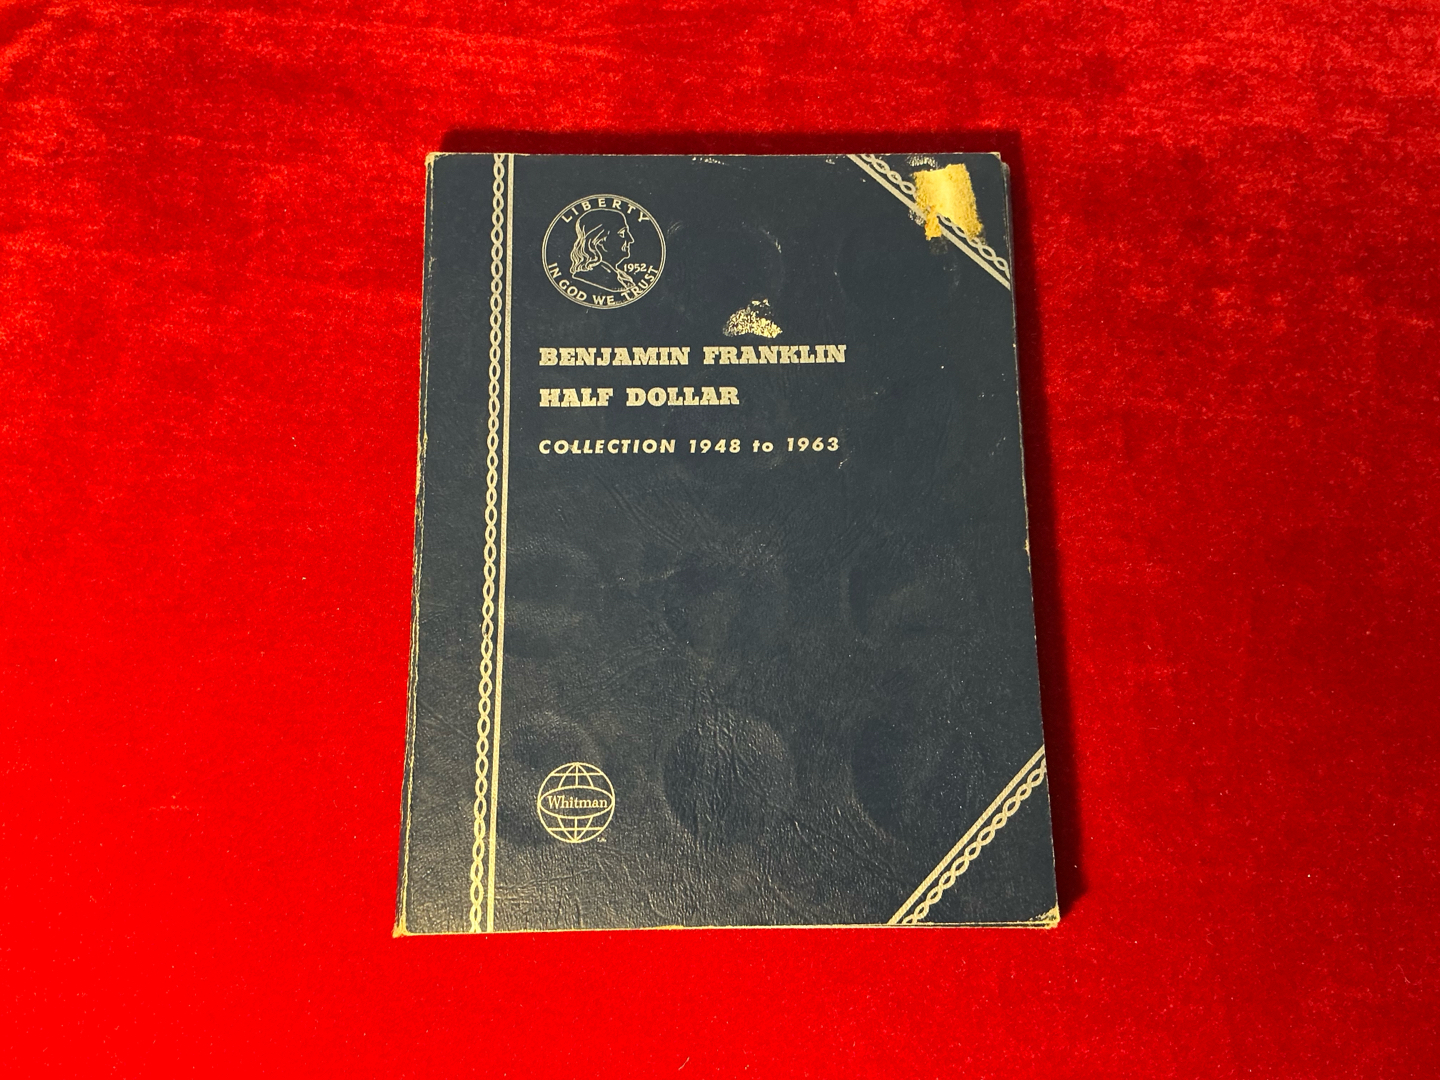 LIBERTY
1952
IN GOD WE TRUST
BENJAMIN FRANKLIN
HALF DOLLAR
COLLECTION 1948 to 1963
Whitman